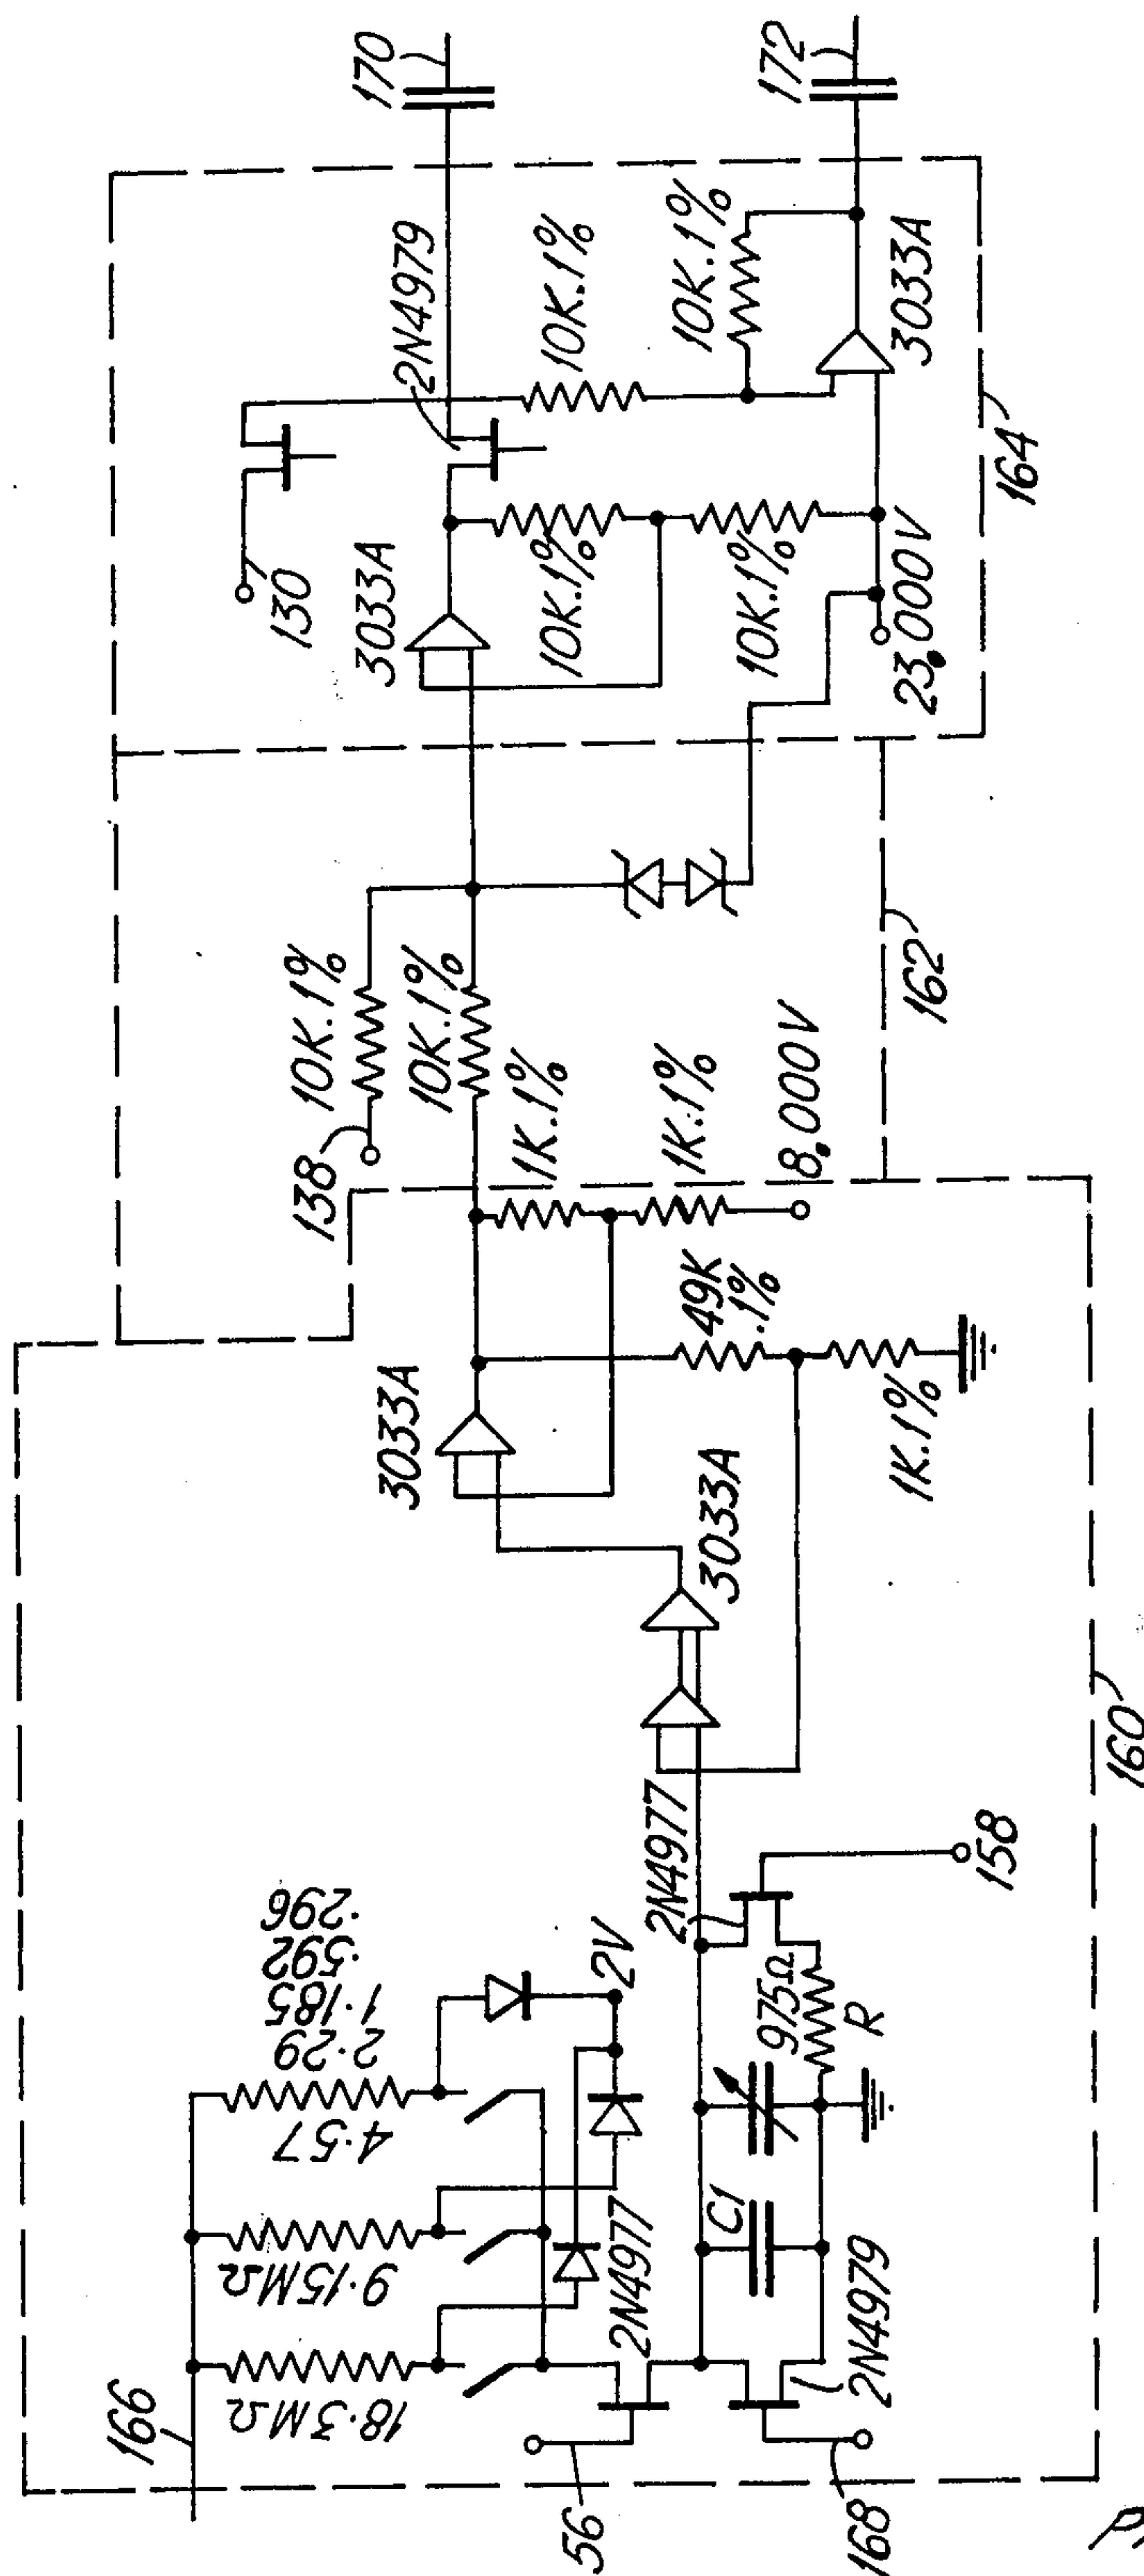 166
18·3MΩ
9·15MΩ
4·57
2·29
1·185
·592
·296
2V
56
2N4977
168
2N4979
C1
975Ω
R
2N4977
158
3033A
3033A
49K
.1%
1K.1%
160
138
10K.1%
10K.1%
1K.1%
1K.1%
8.000V
162
130
3033A
10K.1%
10K.1%
23.000V
2N4979
10K.1%
10K.1%
3033A
164
170
172